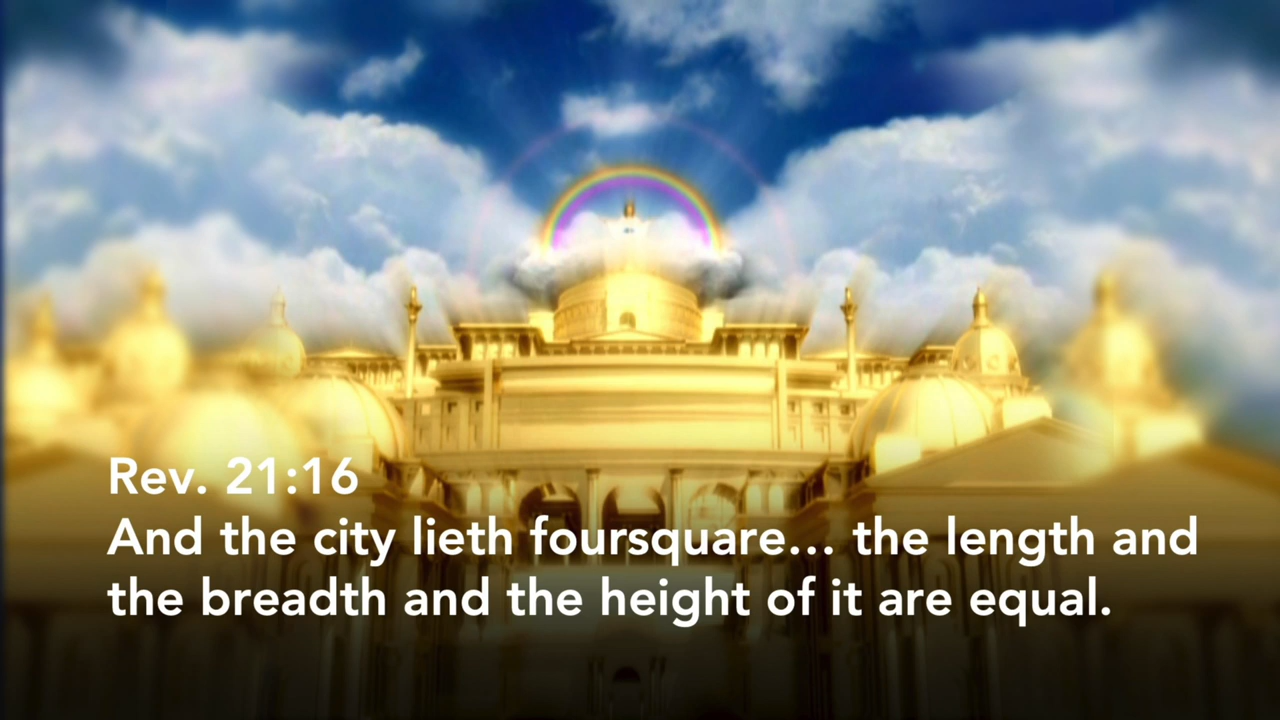 Rev. 21:16
And the city lieth foursquare... the length and
the breadth and the height of it are equal.